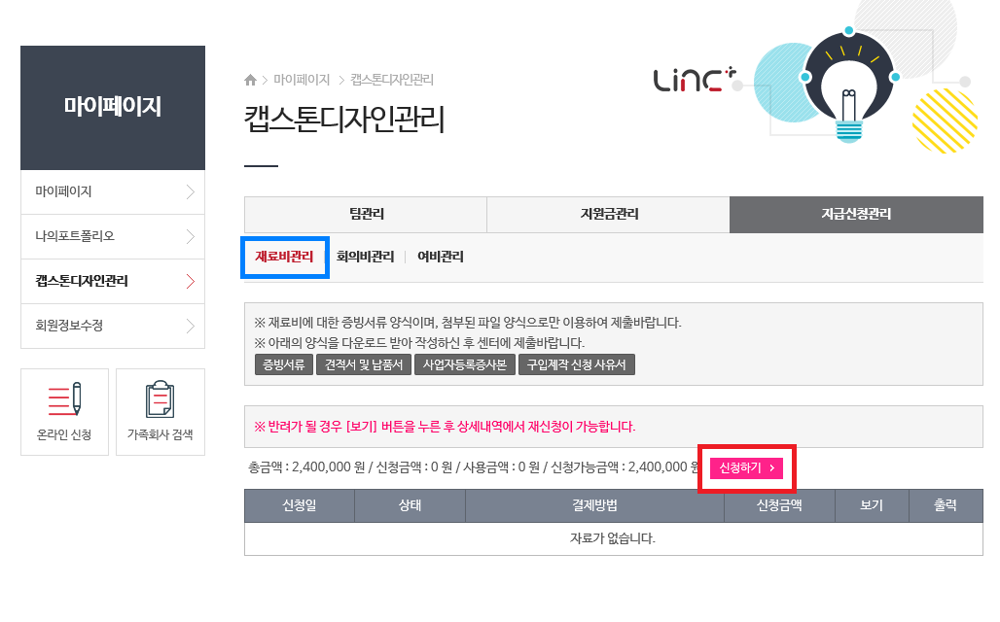 마이페이지
마이페이지
나의포트폴리오
캡스톤디자인관리
회원정보수정
온라인 신청
가족회사 검색
마이페이지 > 캡스톤디자인관리
캡스톤디자인관리
LINC+
팀관리
지원금관리
지급신청관리
재료비관리
회의비관리
여비관리
※ 재료비에 대한 증빙서류 양식이며, 첨부된 파일 양식으로만 이용하여 제출바랍니다.
※ 아래의 양식을 다운로드 받아 작성하신 후 센터에 제출바랍니다.
증빙서류
견적서 및 납품서
사업자등록증사본
구입제작 신청 사유서
※ 반려가 될 경우 [보기] 버튼을 누른 후 상세내역에서 재신청이 가능합니다.
총금액 : 2,400,000 원 / 신청금액 : 0 원 / 사용금액 : 0 원 / 신청가능금액 : 2,400,000 원
신청하기 >
신청일 상태 결제방법 신청금액 보기 출력
자료가 없습니다.